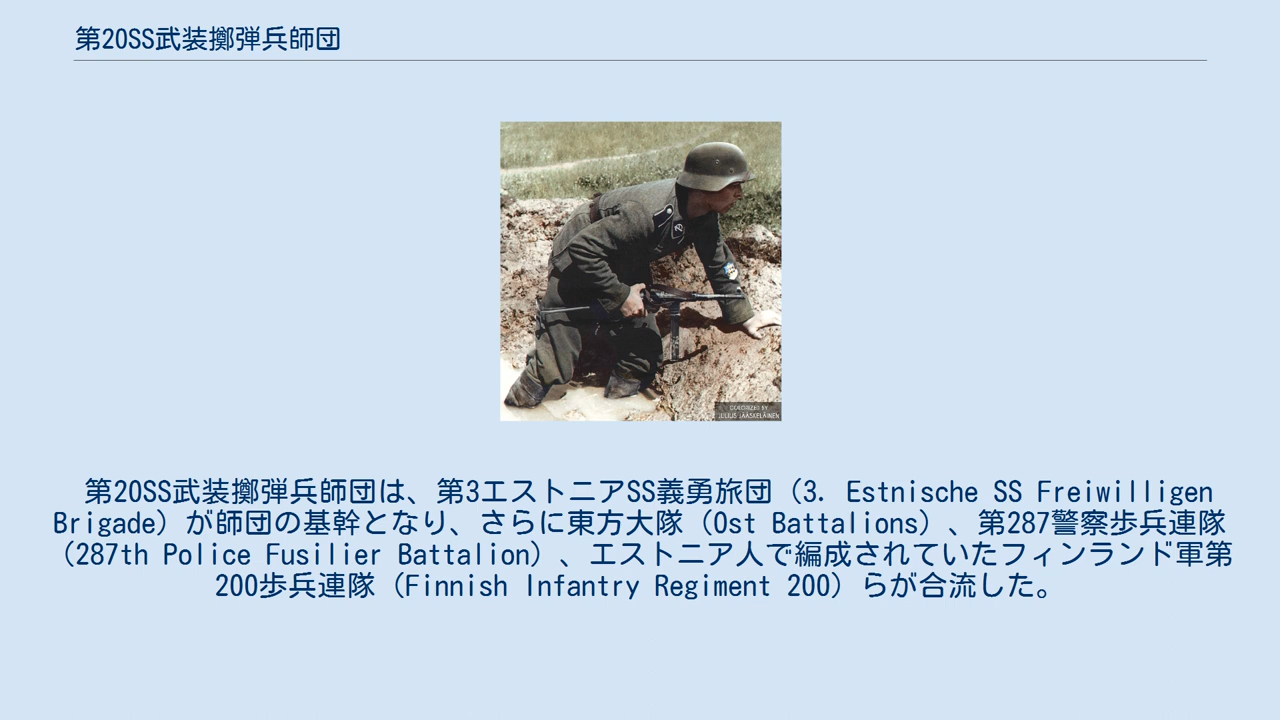 第20SS武装擲弾兵師団
COLORIZED BY
JULIUS JÄÄSKELÄINEN
第20SS武装擲弾兵師団は、第3エストニアSS義勇旅団（3. Estnische SS Freiwilligen
Brigade）が師団の基幹となり、さらに東方大隊（Ost Battalions）、第287警察歩兵連隊
（287th Police Fusilier Battalion）、エストニア人で編成されていたフィンランド軍第
200歩兵連隊（Finnish Infantry Regiment 200）らが合流した。